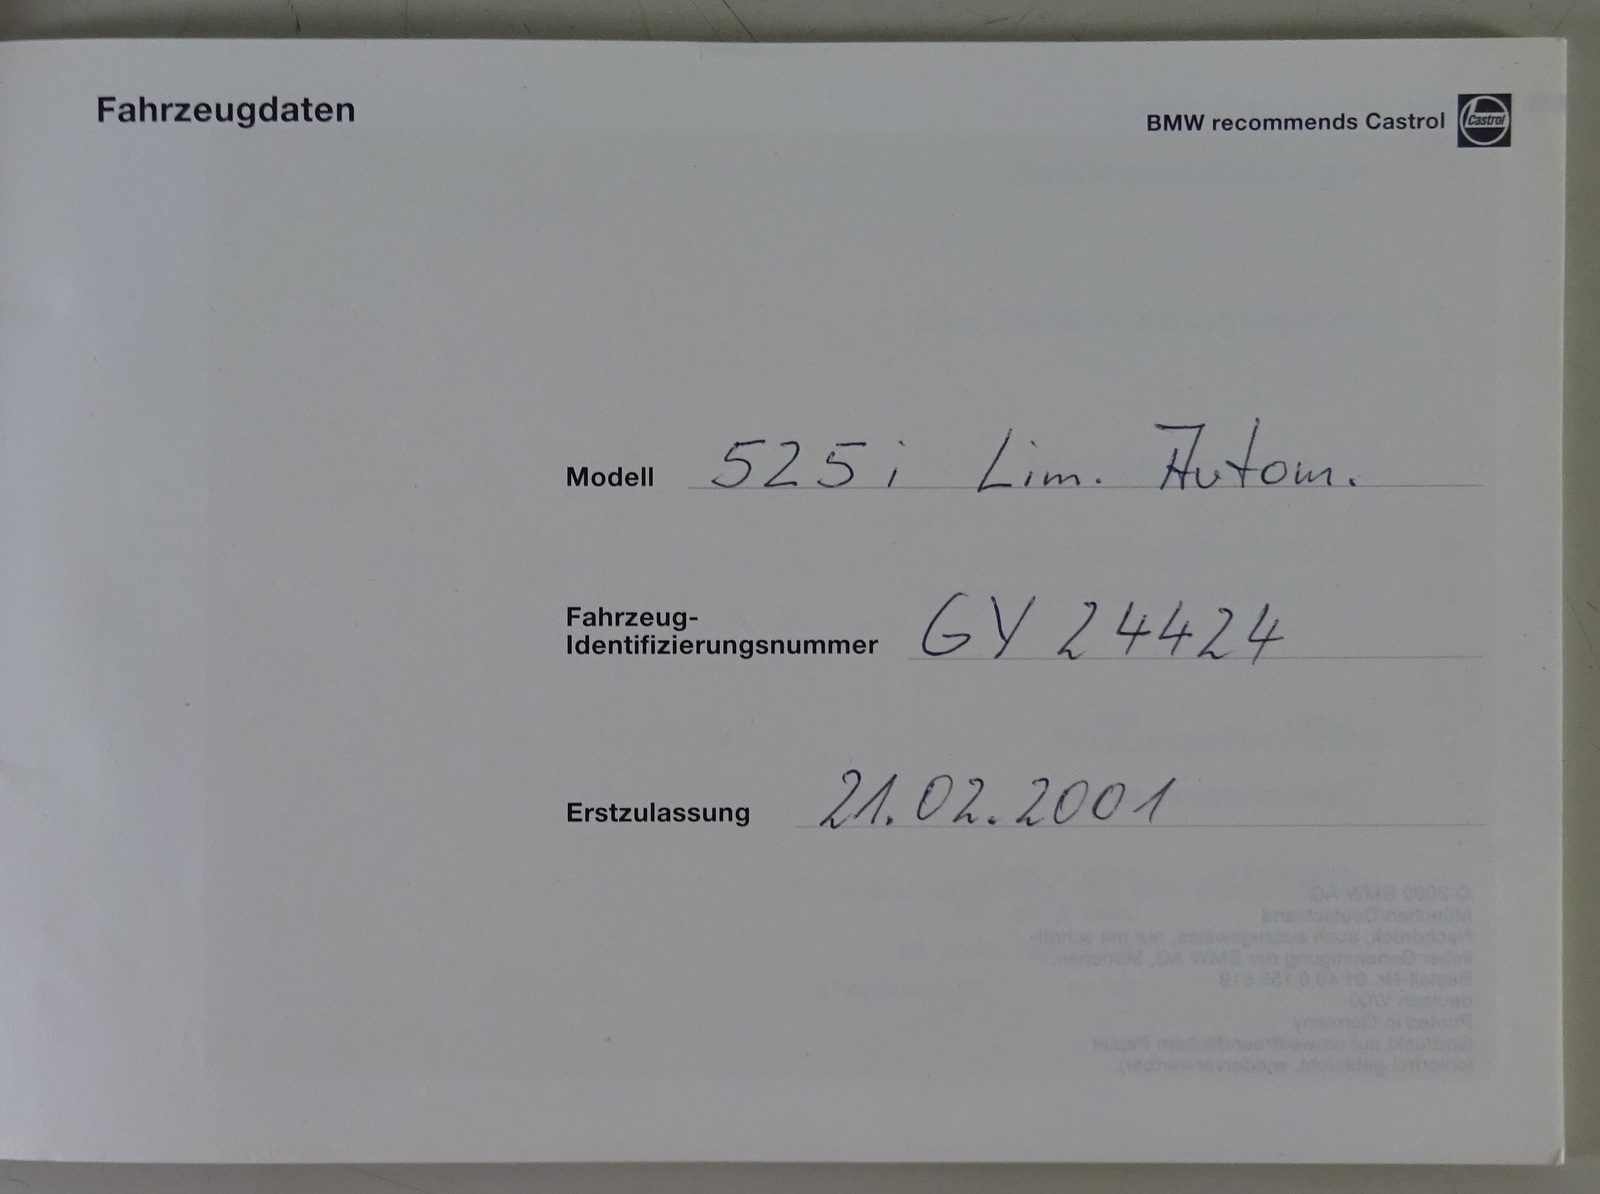 Fahrzeugdaten
BMW recommends Castrol
Castrol
Modell 525i Lim. Autom.
Fahrzeug-
Identifizierungsnummer GY 24424
Erstzulassung 21.02.2001